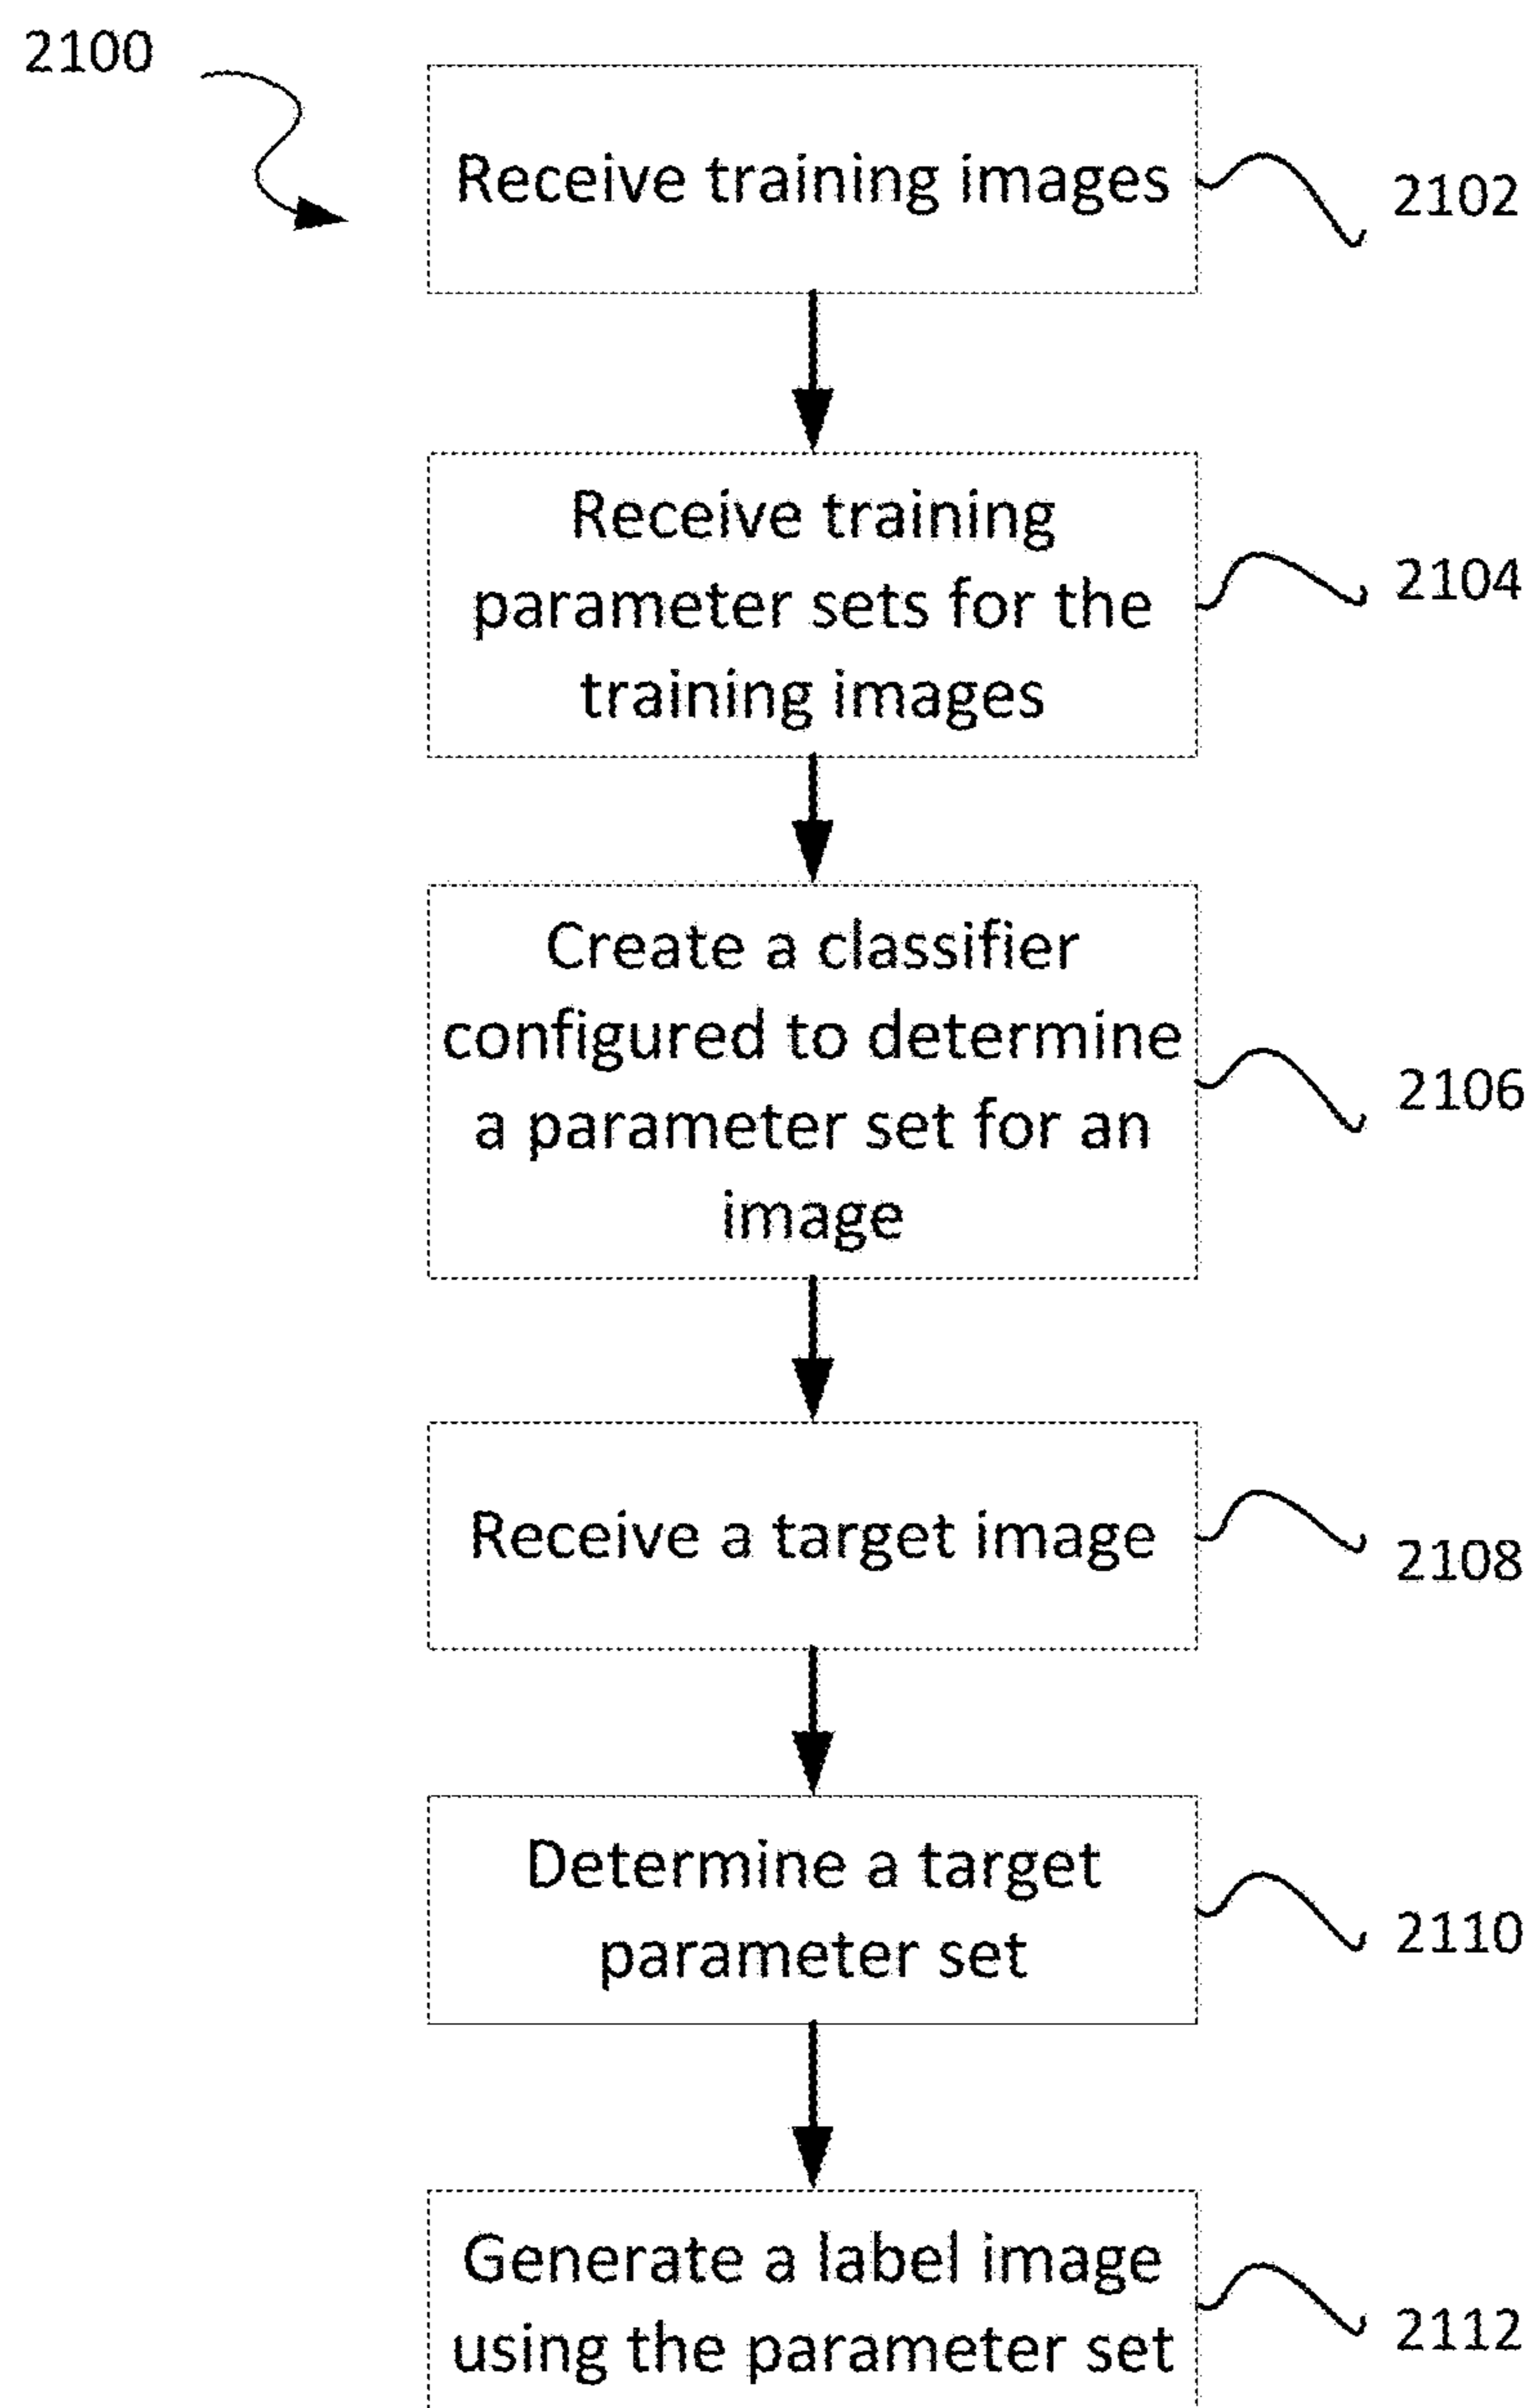 2100
Receive training images
2102
Receive training
parameter sets for the
training images
2104
Create a classifier
configured to determine
a parameter set for an
image
2106
Receive a target image
2108
Determine a target
parameter set
2110
Generate a label image
using the parameter set
2112